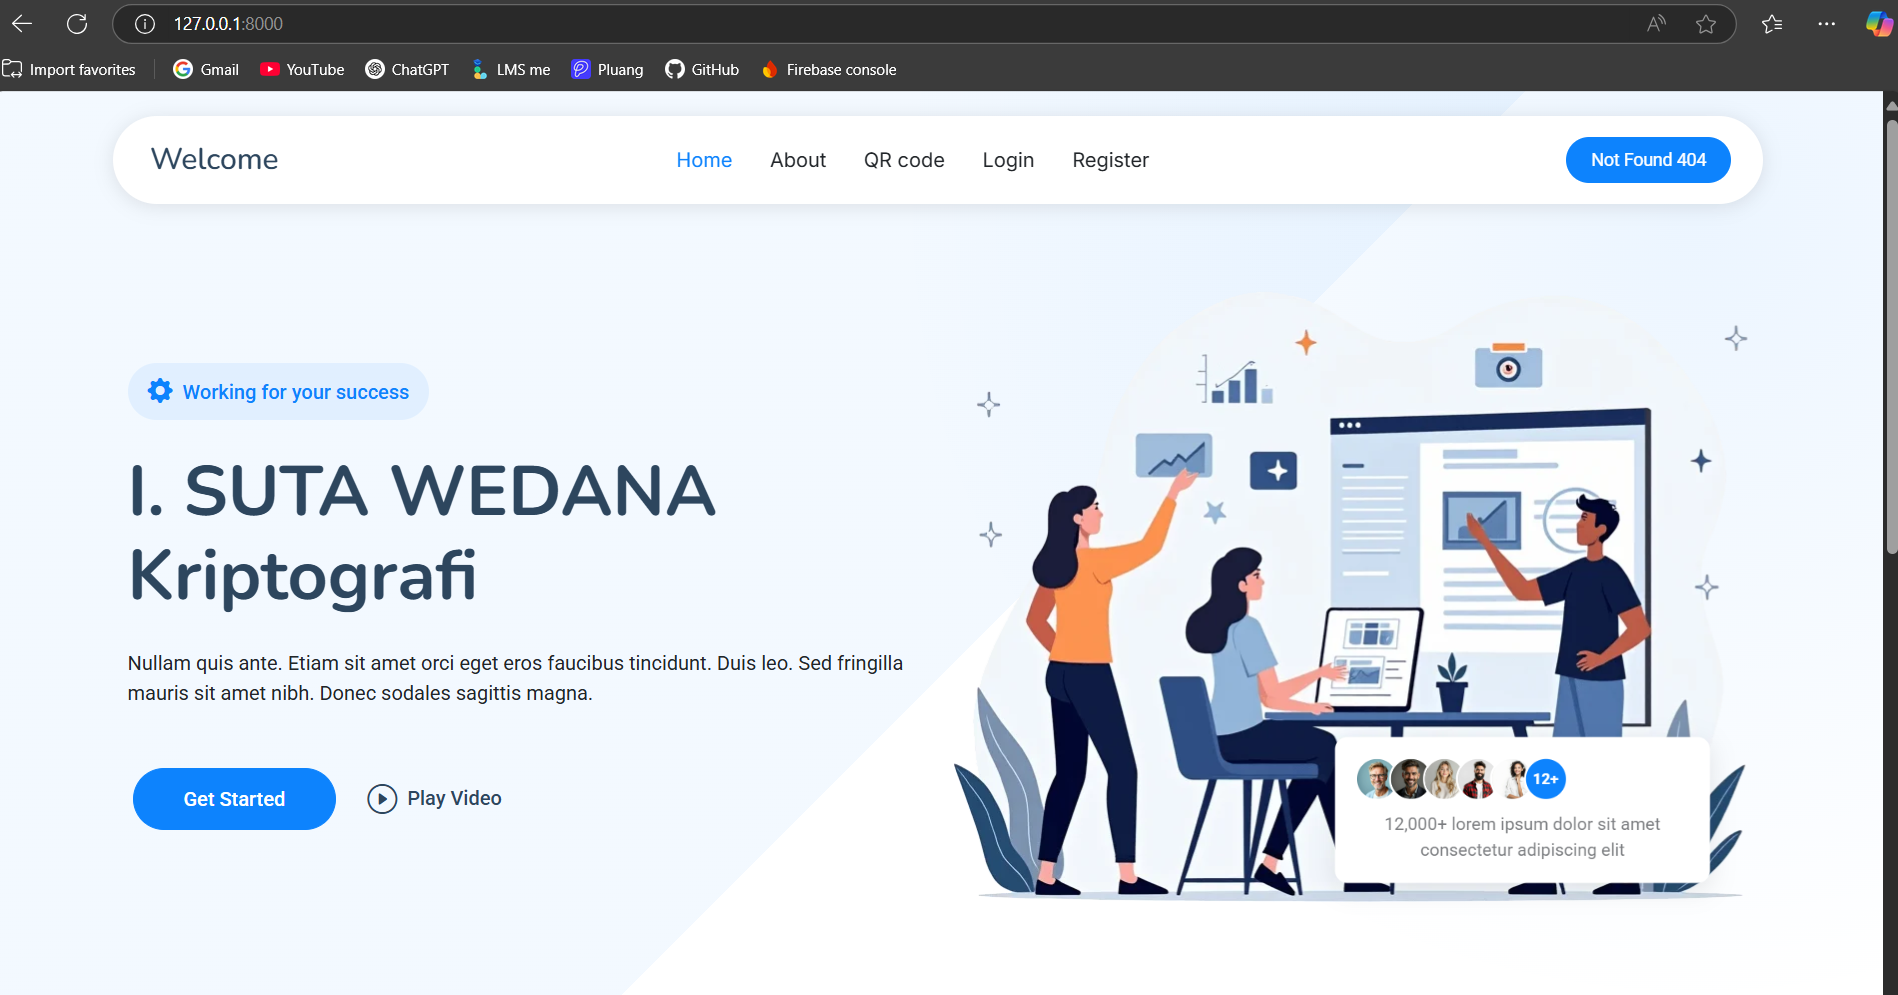 127.0.0.1:8000
Import favorites
Gmail
YouTube
ChatGPT
LMS me
Pluang
GitHub
Firebase console
Welcome
Home
About
QR code
Login
Register
Not Found 404
Working for your success
I. SUTA WEDANA
Kriptografi
Nullam quis ante. Etiam sit amet orci eget eros faucibus tincidunt. Duis leo. Sed fringilla
mauris sit amet nibh. Donec sodales sagittis magna.
Get Started
Play Video
12+
12,000+ lorem ipsum dolor sit amet
consectetur adipiscing elit